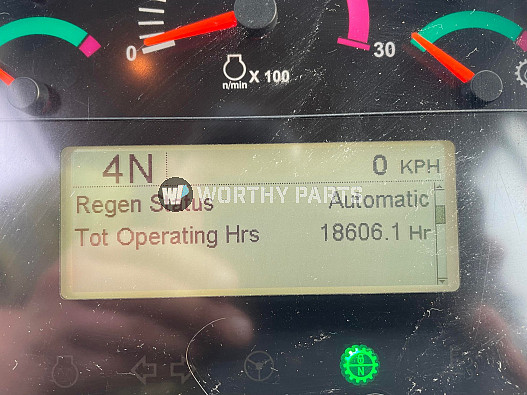 0
30
n/min X 100
4N 0 KPH
WORTHY PARTS
Regen Status Automatic
Tot Operating Hrs 18606.1 Hr
N